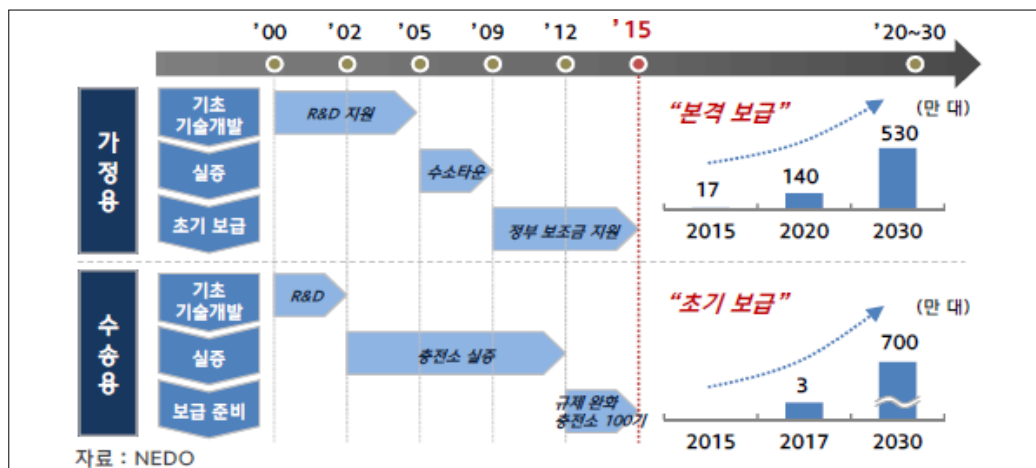 '00 '02 '05 '09 '12 '15 '20~30
가정용
기초
기술개발
R&D 지원
실증
수소타운
초기 보급
정부 보조금 지원
“본격 보급”
(만 대)
17 140 530
2015 2020 2030
수송용
기초
기술개발
R&D
실증
충전소 실증
보급 준비
규제 완화
충전소 100기
“초기 보급”
(만 대)
3 700
2015 2017 2030
자료 : NEDO